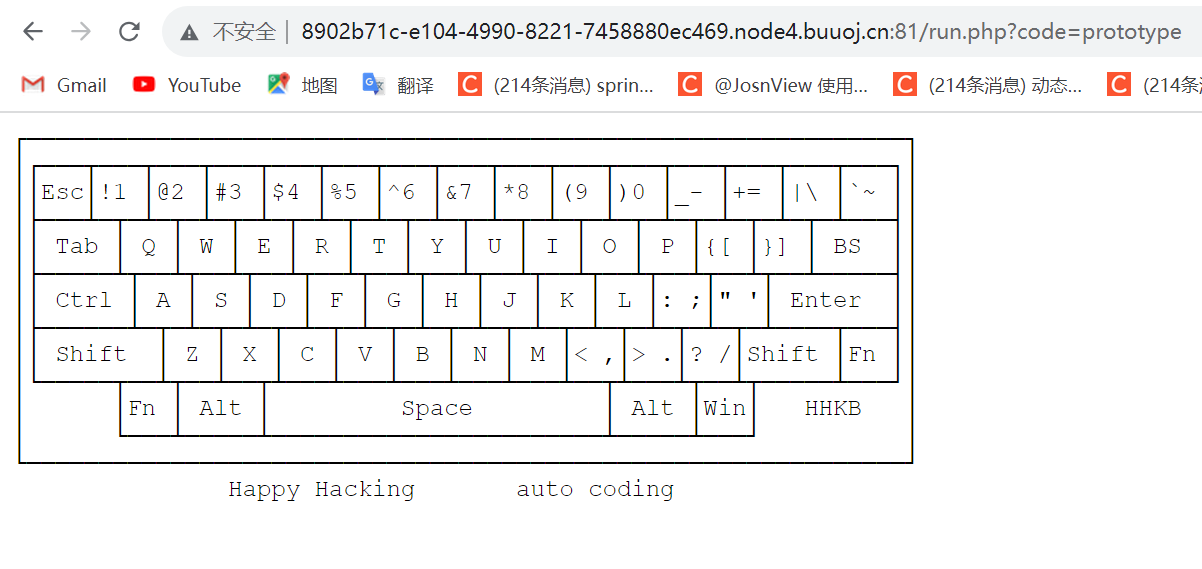 不安全 8902b71c-e104-4990-8221-7458880ec469.node4.buuoj.cn:81/run.php?code=prototype
Gmail YouTube 地图 翻译 (214条消息) sprin... @JosnView 使用... (214条消息) 动态... (214条
Esc !1 @2 #3 $4 %5 ^6 &7 *8 (9 )0 _- += |\ `~
Tab Q W E R T Y U I O P {[ }] BS
Ctrl A S D F G H J K L : ; " ' Enter
Shift Z X C V B N M < , > . ? / Shift Fn
Fn Alt Space Alt Win HHKB
Happy Hacking auto coding